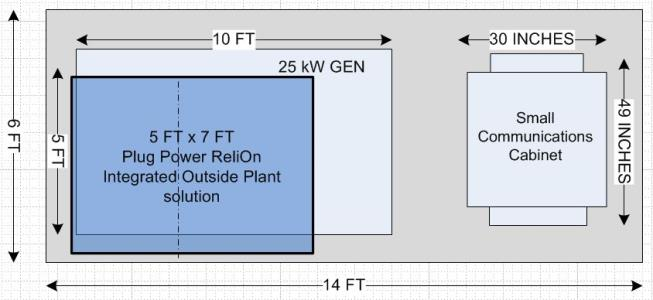 10 FT
30 INCHES
25 kW GEN
6 FT
5 FT
5 FT x 7 FT
Plug Power ReliOn
Integrated Outside Plant
solution
Small
Communications
Cabinet
49 INCHES
14 FT